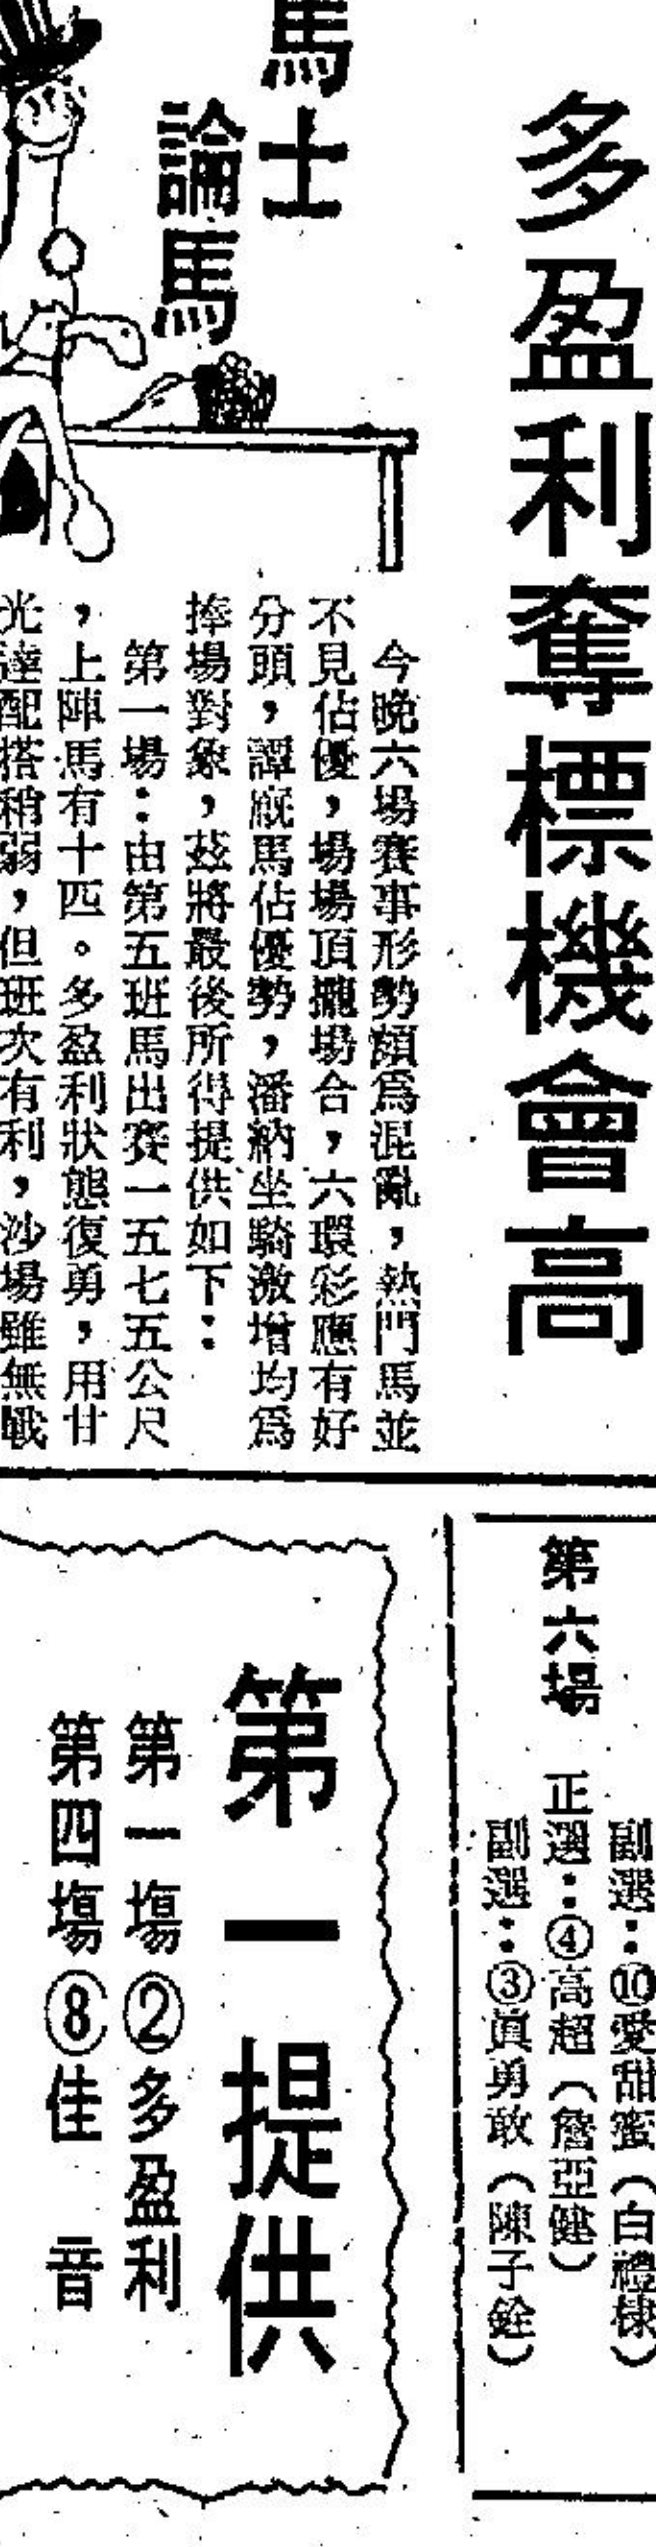 多盈利奪標機會高
馬士
論馬
今晚六場賽事形勢頗爲混亂，熱門馬並
不見佔優，場場頂攏場合，六環彩應有好
分頭，譚廐馬佔優勢，潘納坐騎激增均爲
捧場對象，茲將最後所得提供如下：
第一場：由第五班馬出賽一五七五公尺
，上陣馬有十匹。多盈利狀態復勇，用甘
光達配搭稍弱，但班次有利，沙場雖無戰
副選：⑩愛甜蜜（白禮棣）
第六場　正選：④高超（詹亞健）
副選：③眞勇敢（陳子銓）
第一提供
第一場②多盈利
第四場⑧佳　音